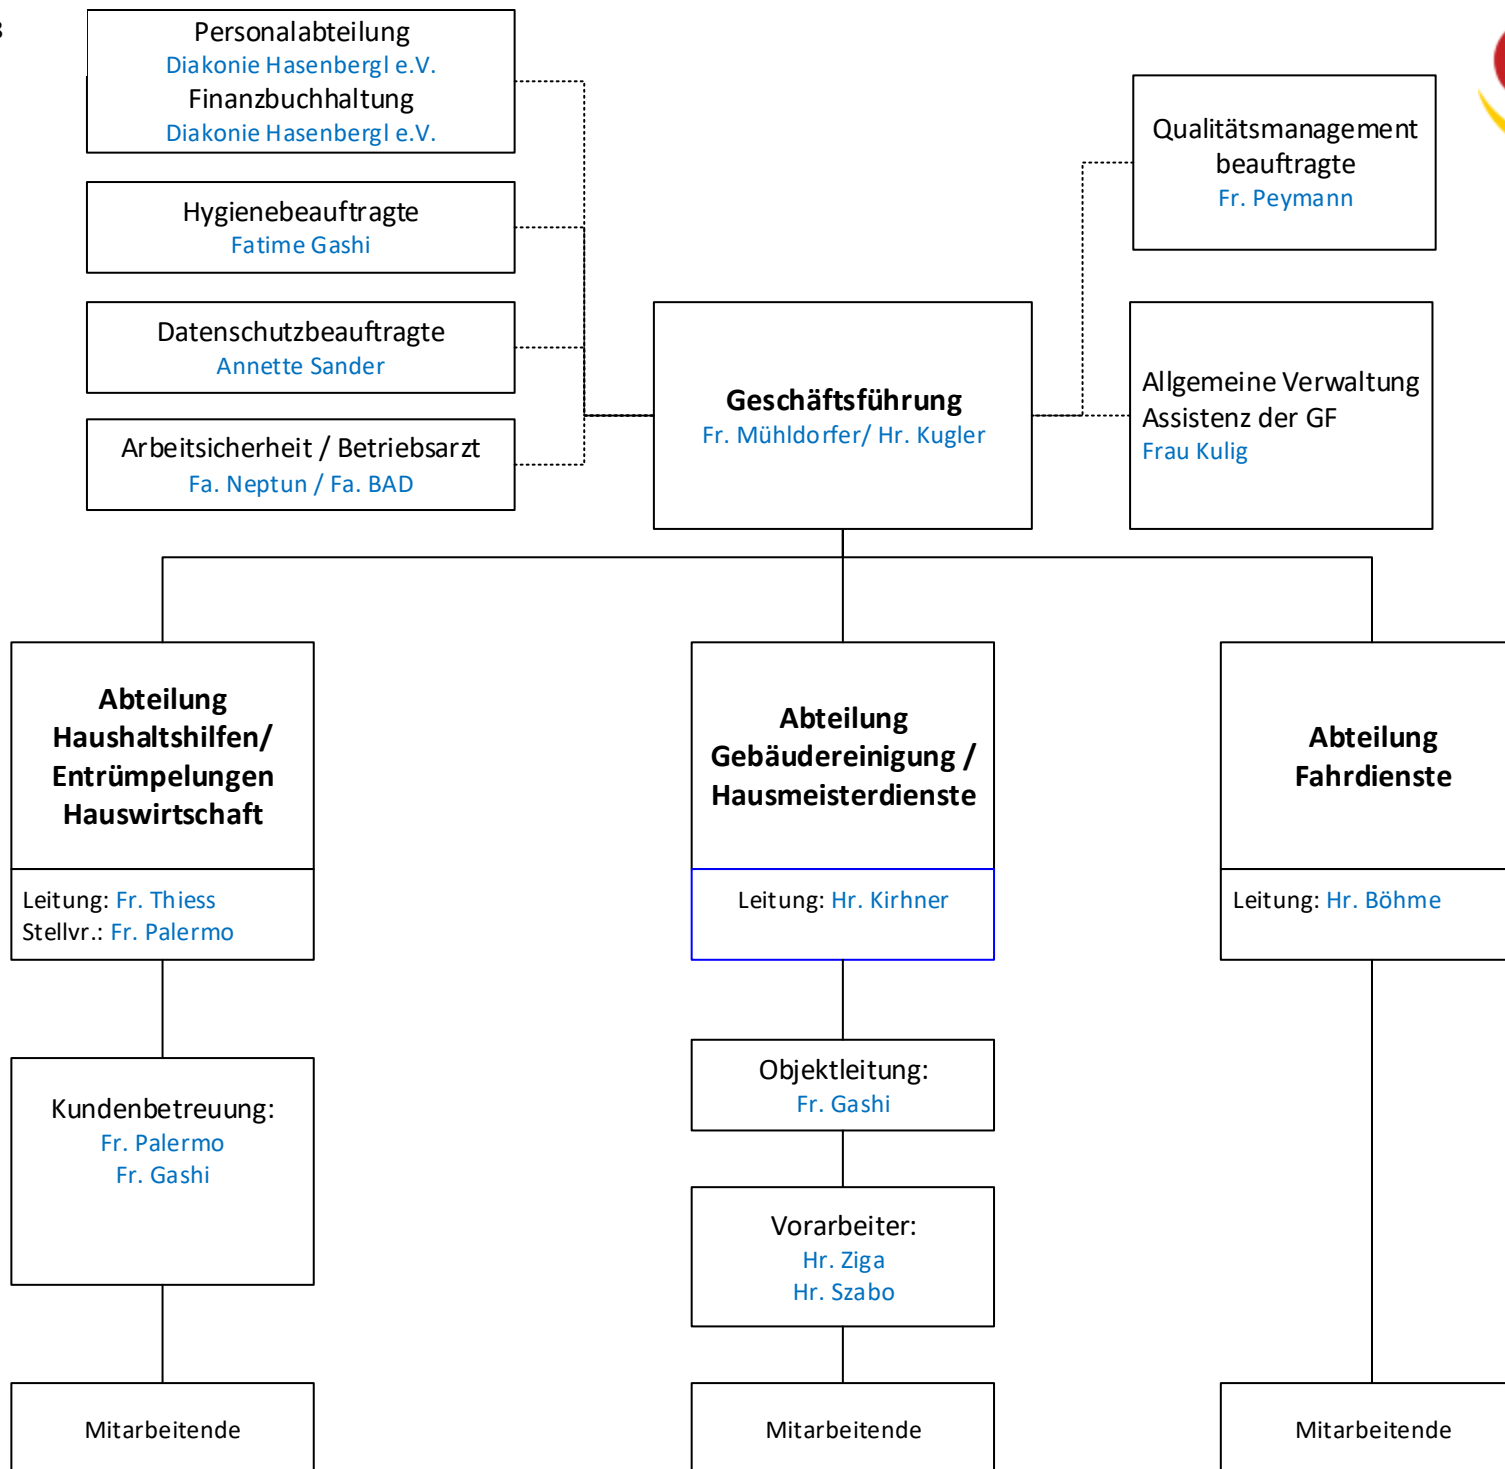 3
Personalabteilung
Diakonie Hasenbergl e.V.
Finanzbuchhaltung
Diakonie Hasenbergl e.V.
Qualitätsmanagement
beauftragte
Fr. Peymann
Hygienebeauftragte
Fatime Gashi
Datenschutzbeauftragte
Annette Sander
Arbeitsicherheit / Betriebsarzt
Fa. Neptun / Fa. BAD
Geschäftsführung
Fr. Mühldorfer/ Hr. Kugler
Allgemeine Verwaltung
Assistenz der GF
Frau Kulig
Abteilung
Haushaltshilfen/
Entrümpelungen
Hauswirtschaft
Leitung: Fr. Thiess
Stellvr.: Fr. Palermo
Abteilung
Gebäudereinigung /
Hausmeisterdienste
Leitung: Hr. Kirhner
Abteilung
Fahrdienste
Leitung: Hr. Böhme
Kundenbetreuung:
Fr. Palermo
Fr. Gashi
Objektleitung:
Fr. Gashi
Vorarbeiter:
Hr. Ziga
Hr. Szabo
Mitarbeitende
Mitarbeitende
Mitarbeitende